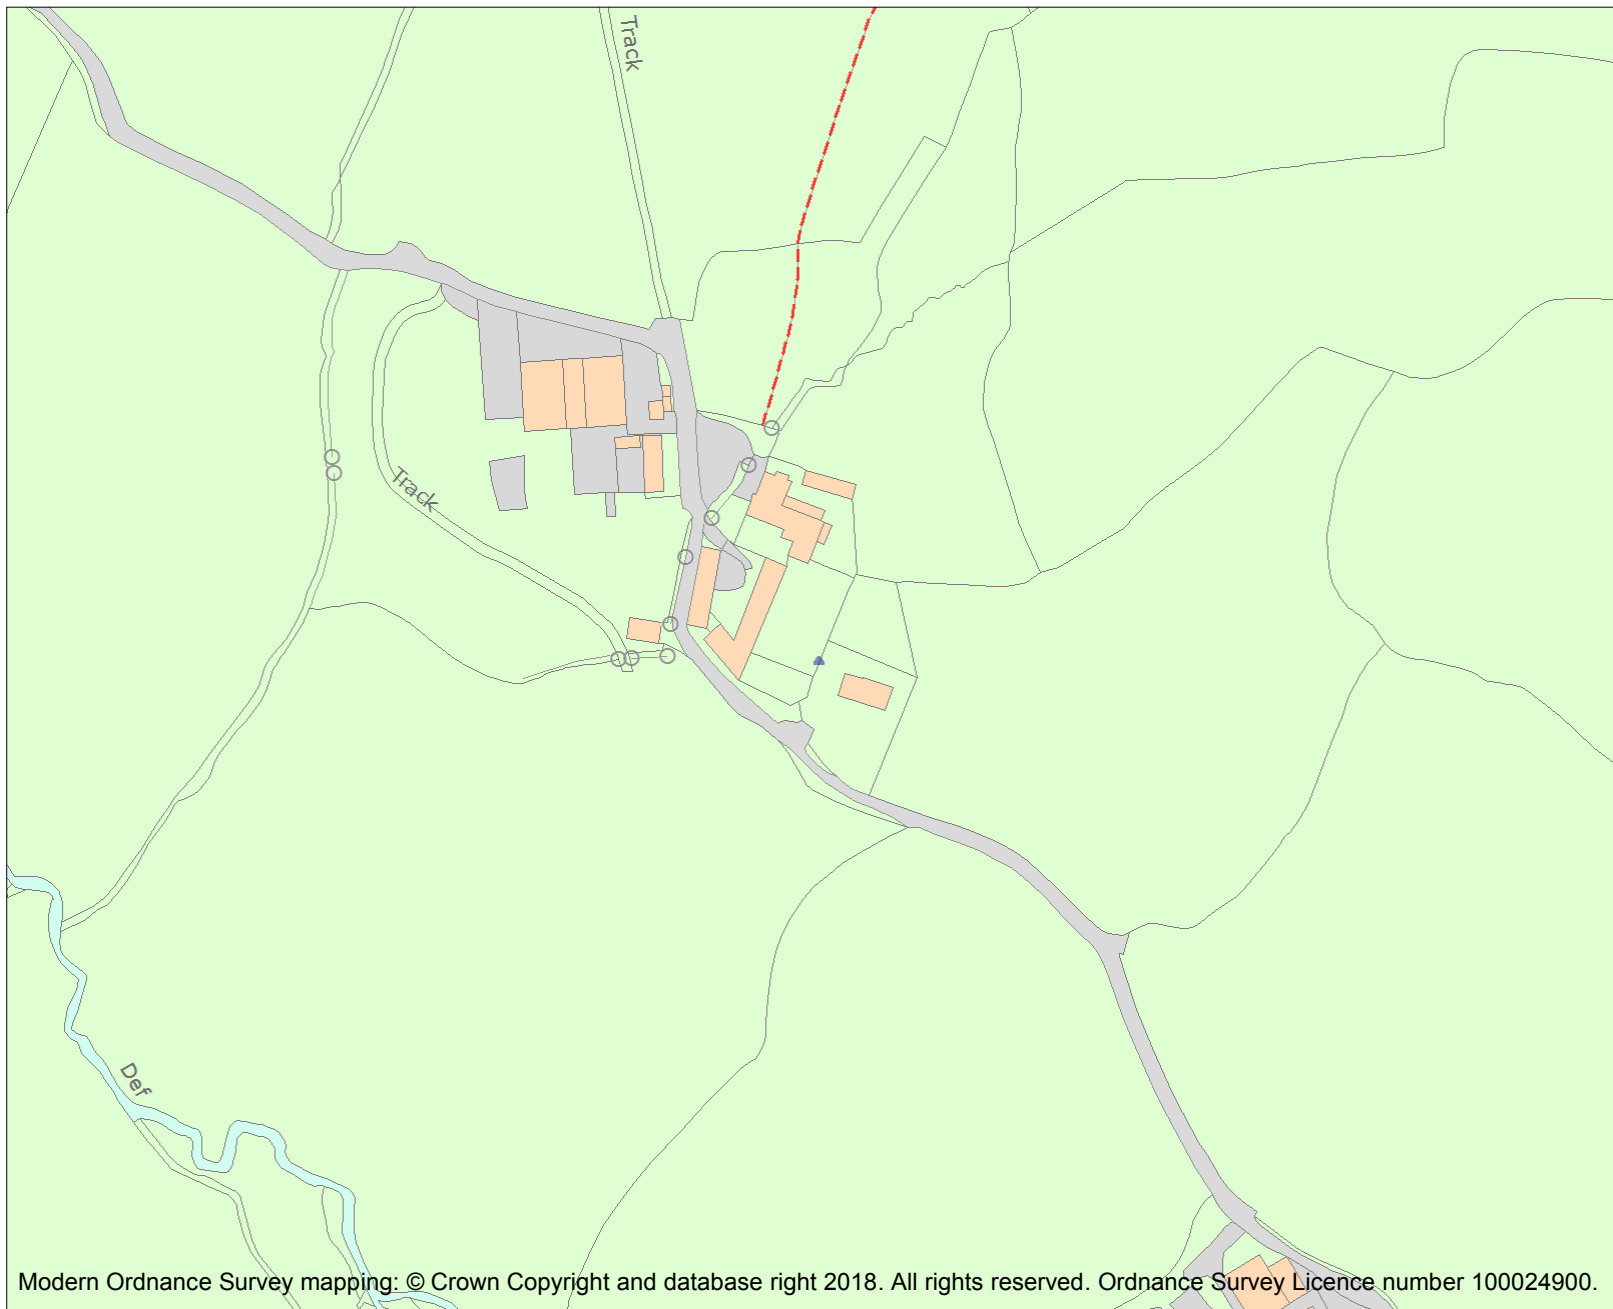 Track
Track
Def
Modern Ordnance Survey mapping: © Crown Copyright and database right 2018. All rights reserved. Ordnance Survey Licence number 100024900.